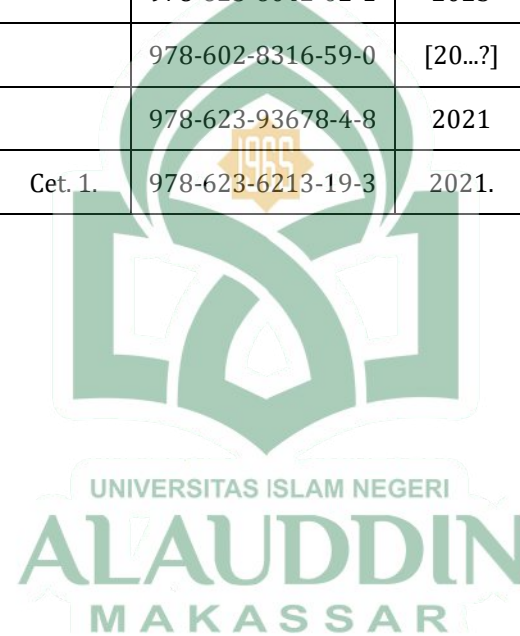 978-602-8316-59-0 [20...?]
978-623-93678-4-8 2021
Cet. 1. 978-623-6213-19-3 2021.
1965
UNIVERSITAS ISLAM NEGERI
ALAUDDIN
MAKASSAR